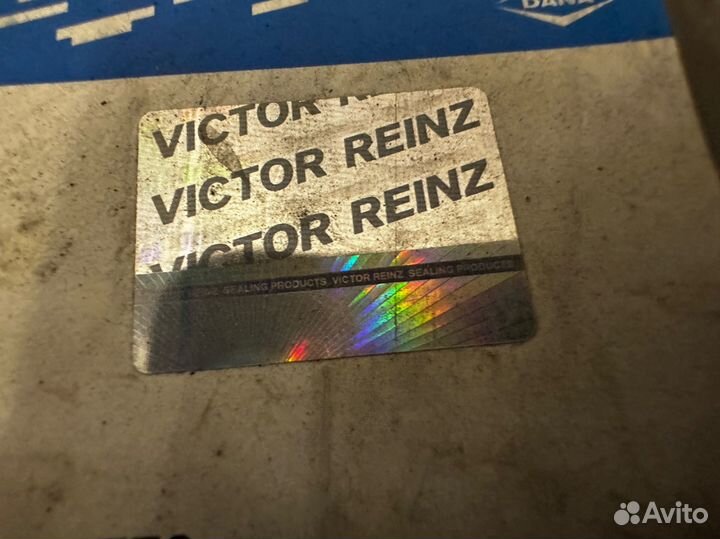 DANA
VICTOR REINZ
VICTOR REINZ
VICTOR REINZ
SEALING PRODUCTS VICTOR REINZ SEALING PRODUCTS
Avito